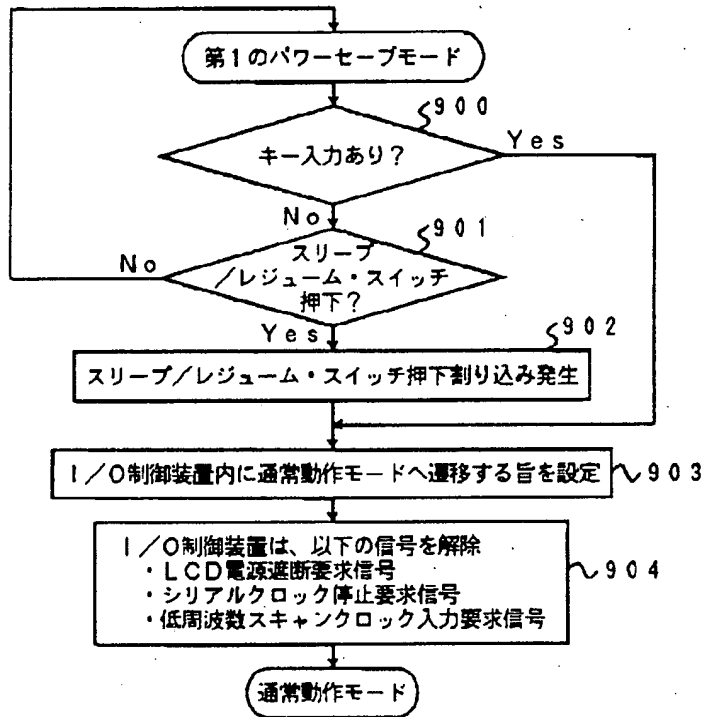 第1のパワーセーブモード
900
キー入力あり？
Yes
No
901
スリープ
／レジューム・スイッチ
押下？
No
Yes
902
スリープ／レジューム・スイッチ押下割り込み発生
I／O制御装置内に通常動作モードへ遷移する旨を設定
903
I／O制御装置は、以下の信号を解除
・LCD電源遮断要求信号
・シリアルクロック停止要求信号
・低周波数スキャンクロック入力要求信号
904
通常動作モード